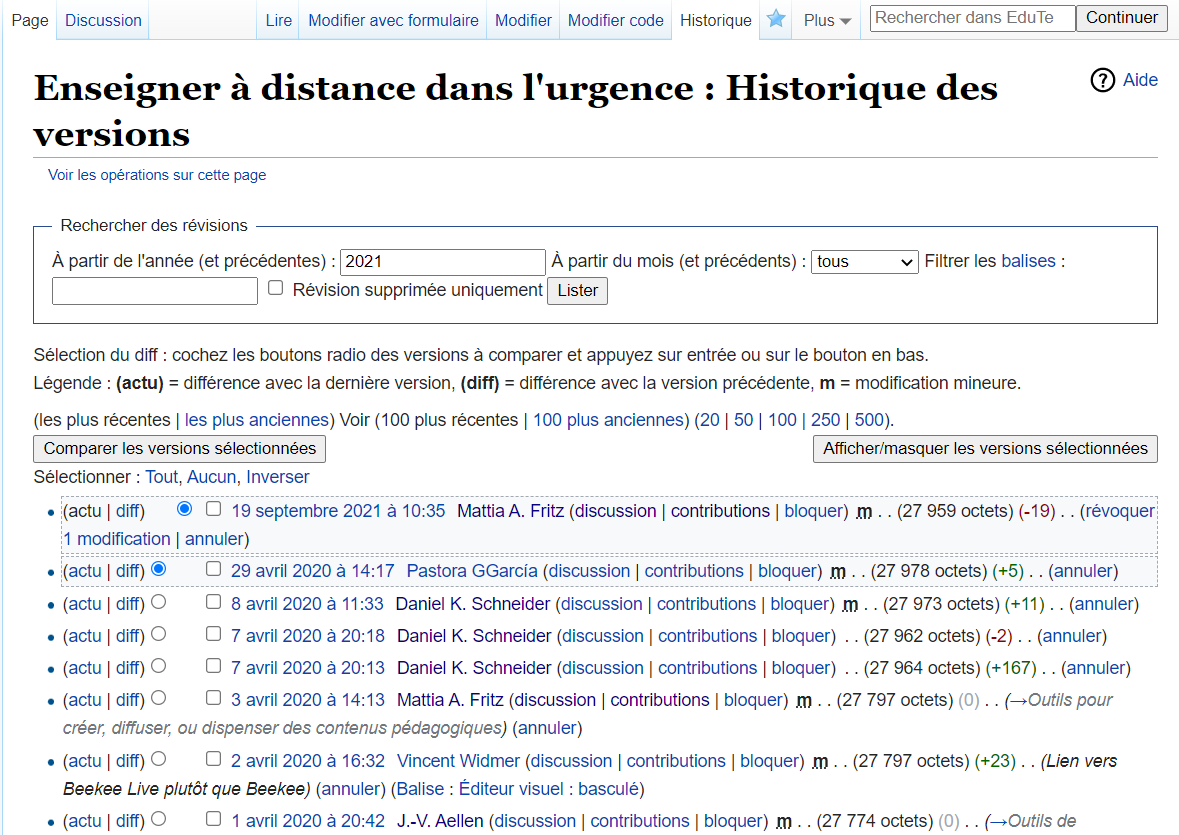 Page Discussion Lire Modifier avec formulaire Modifier Modifier code Historique Plus Rechercher dans EduTe Continuer
Enseigner à distance dans l'urgence : Historique des
versions
? Aide
Voir les opérations sur cette page
Rechercher des révisions
À partir de l'année (et précédentes) : 2021 À partir du mois (et précédents) : tous Filtrer les balises :
Révision supprimée uniquement Lister
Sélection du diff : cochez les boutons radio des versions à comparer et appuyez sur entrée ou sur le bouton en bas.
Légende : (actu) = différence avec la dernière version, (diff) = différence avec la version précédente, m = modification mineure.
(les plus récentes | les plus anciennes) Voir (100 plus récentes | 100 plus anciennes) (20 | 50 | 100 | 250 | 500).
Comparer les versions sélectionnées Afficher/masquer les versions sélectionnées
Sélectionner : Tout, Aucun, Inverser
(actu | diff) 19 septembre 2021 à 10:35 Mattia A. Fritz (discussion | contributions | bloquer) m . . (27 959 octets) (-19) . . (révoquer
1 modification | annuler)
(actu | diff) 29 avril 2020 à 14:17 Pastora GGarcía (discussion | contributions | bloquer) m . . (27 978 octets) (+5) . . (annuler)
(actu | diff) 8 avril 2020 à 11:33 Daniel K. Schneider (discussion | contributions | bloquer) m . . (27 973 octets) (+11) . . (annuler)
(actu | diff) 7 avril 2020 à 20:18 Daniel K. Schneider (discussion | contributions | bloquer) . . (27 962 octets) (-2) . . (annuler)
(actu | diff) 7 avril 2020 à 20:13 Daniel K. Schneider (discussion | contributions | bloquer) . . (27 964 octets) (+167) . . (annuler)
(actu | diff) 3 avril 2020 à 14:13 Mattia A. Fritz (discussion | contributions | bloquer) m . . (27 797 octets) (0) . . (→Outils pour
créer, diffuser, ou dispenser des contenus pédagogiques) (annuler)
(actu | diff) 2 avril 2020 à 16:32 Vincent Widmer (discussion | contributions | bloquer) m . . (27 797 octets) (+23) . . (Lien vers
Beekee Live plutôt que Beekee) (annuler) (Balise : Éditeur visuel : basculé)
(actu | diff) 1 avril 2020 à 20:42 J.-V. Aellen (discussion | contributions | bloquer) m . . (27 774 octets) (0) . . (→Outils de